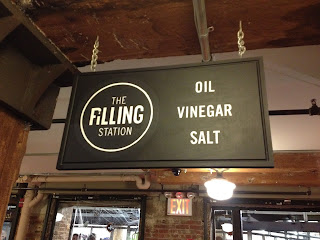 THE
FILLING
STATION
OIL
VINEGAR
SALT
EXIT